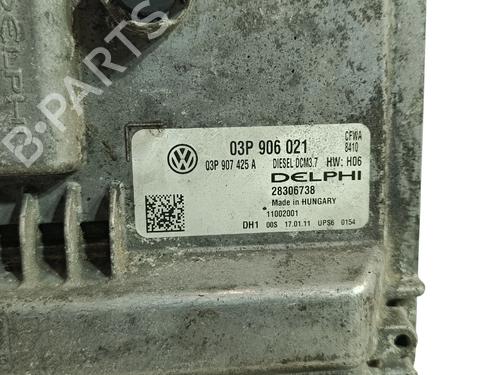 DELPHI
B-PARTS
03P 906 021
CFWA
8410
03P 907 425 A DIESEL DCM3.7 HW: H06
DELPHI
28306738
Made in HUNGARY
11002001
DH1 00S 17.01.11 UPS6 0154